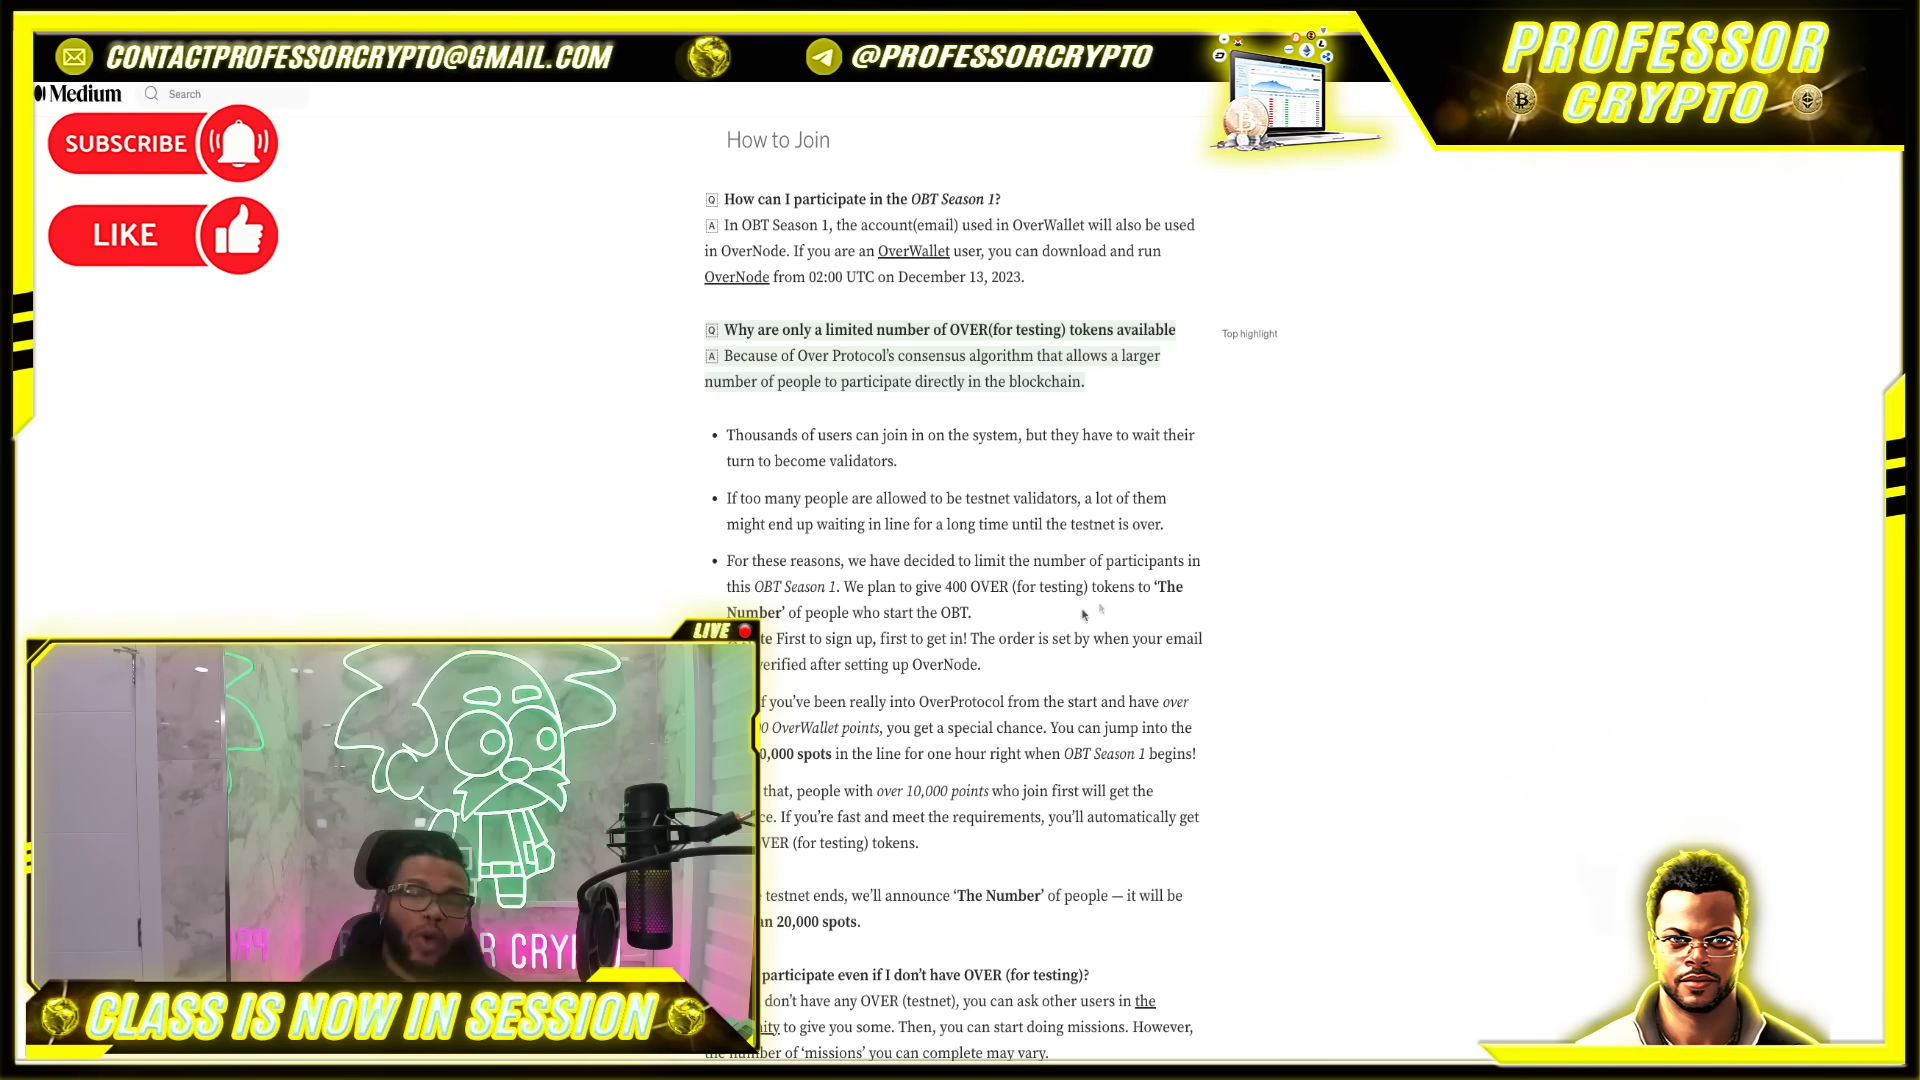 CONTACTPROFESSORCRYPTO@GMAIL.COM
@PROFESSORCRYPTO
PROFESSOR
CRYPTO
Medium
Search
SUBSCRIBE
LIKE
How to Join
Q How can I participate in the OBT Season 1?
A In OBT Season 1, the account(email) used in OverWallet will also be used
in OverNode. If you are an OverWallet user, you can download and run
OverNode from 02:00 UTC on December 13, 2023.
Q Why are only a limited number of OVER(for testing) tokens available
Top highlight
A Because of Over Protocol's consensus algorithm that allows a larger
number of people to participate directly in the blockchain.
• Thousands of users can join in on the system, but they have to wait their
turn to become validators.
• If too many people are allowed to be testnet validators, a lot of them
might end up waiting in line for a long time until the testnet is over.
• For these reasons, we have decided to limit the number of participants in
this OBT Season 1. We plan to give 400 OVER (for testing) tokens to ‘The
Number’ of people who start the OBT.
First to sign up, first to get in! The order is set by when your email
verified after setting up OverNode.
you’ve been really into OverProtocol from the start and have over
OverWallet points, you get a special chance. You can jump into the
0,000 spots in the line for one hour right when OBT Season 1 begins!
that, people with over 10,000 points who join first will get the
If you’re fast and meet the requirements, you’ll automatically get
(for testing) tokens.
testnet ends, we’ll announce ‘The Number’ of people — it will be
20,000 spots.
participate even if I don’t have OVER (for testing)?
don’t have any OVER (testnet), you can ask other users in the
to give you some. Then, you can start doing missions. However,
the number of ‘missions’ you can complete may vary.
LIVE
R CRY
CLASS IS NOW IN SESSION